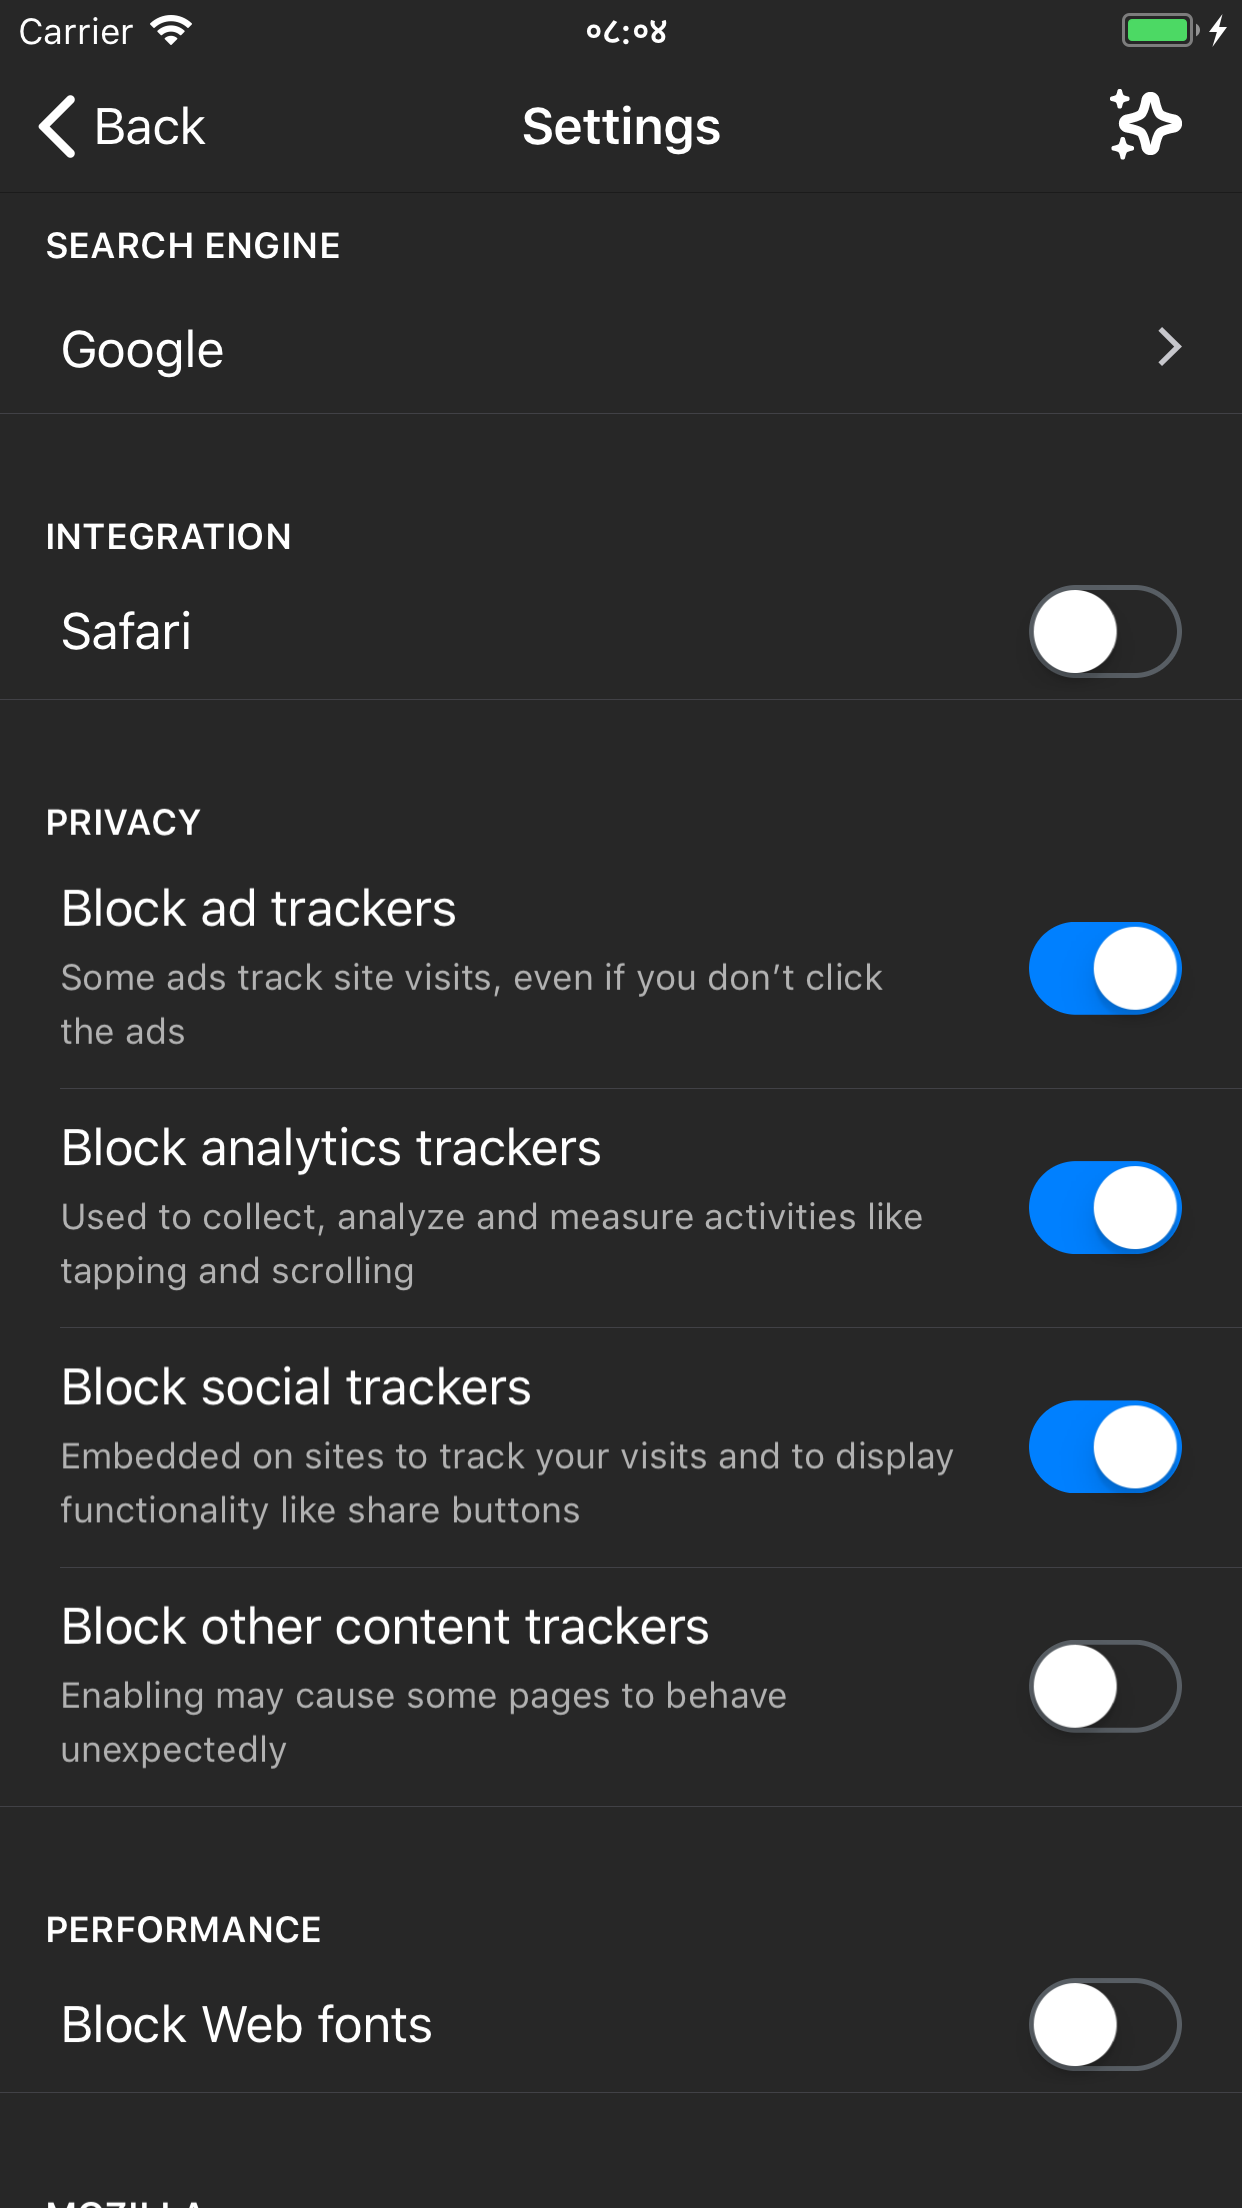 Carrier
०८:०४
Back
Settings
SEARCH ENGINE
Google
INTEGRATION
Safari
PRIVACY
Block ad trackers
Some ads track site visits, even if you don’t click
the ads
Block analytics trackers
Used to collect, analyze and measure activities like
tapping and scrolling
Block social trackers
Embedded on sites to track your visits and to display
functionality like share buttons
Block other content trackers
Enabling may cause some pages to behave
unexpectedly
PERFORMANCE
Block Web fonts
MOZILLA